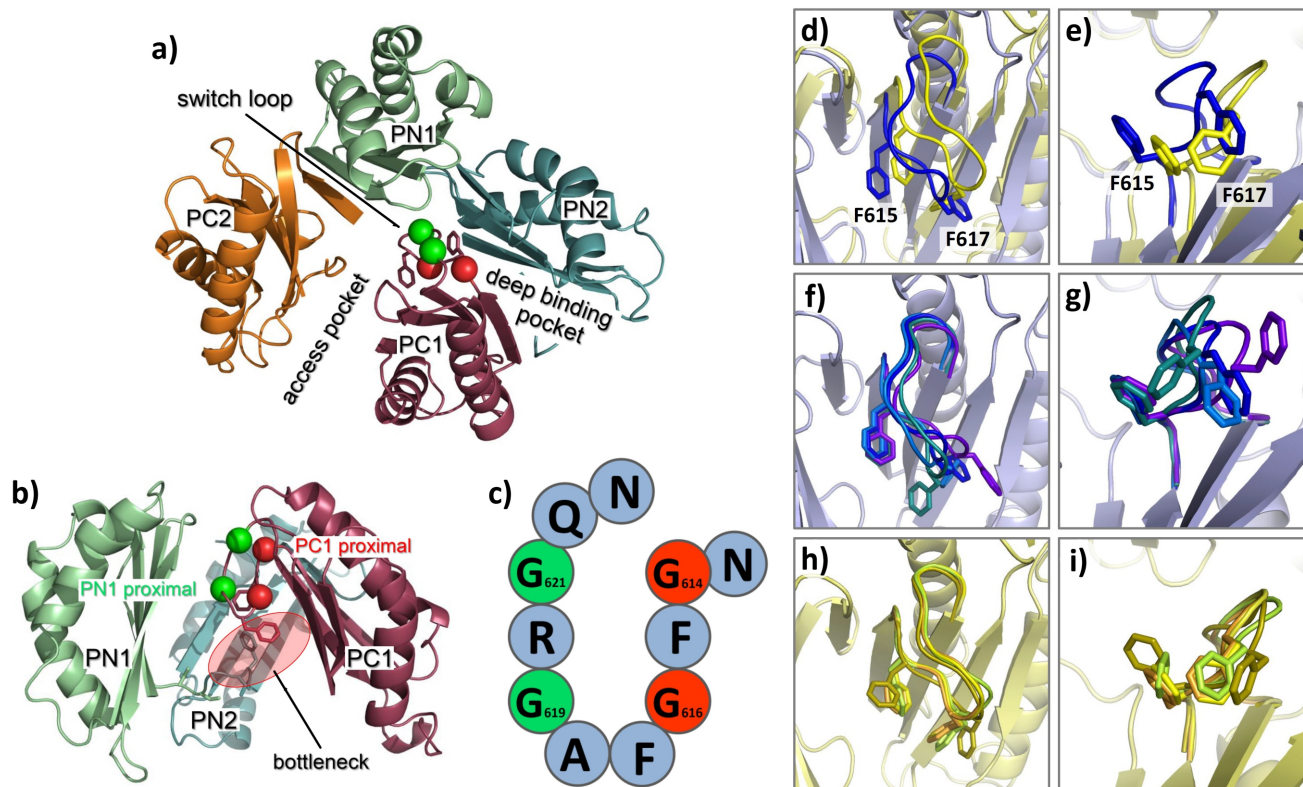 a)
switch loop
PN1
PC2
PN2
access pocket
PC1
deep binding
pocket
b)
PC1 proximal
PN1 proximal
PN1
PC1
PN2
bottleneck
c)
Q N
G621 G614 N
R F
G619 G616
A F
d)
F615
F617
e)
F615
F617
f)
g)
h)
i)